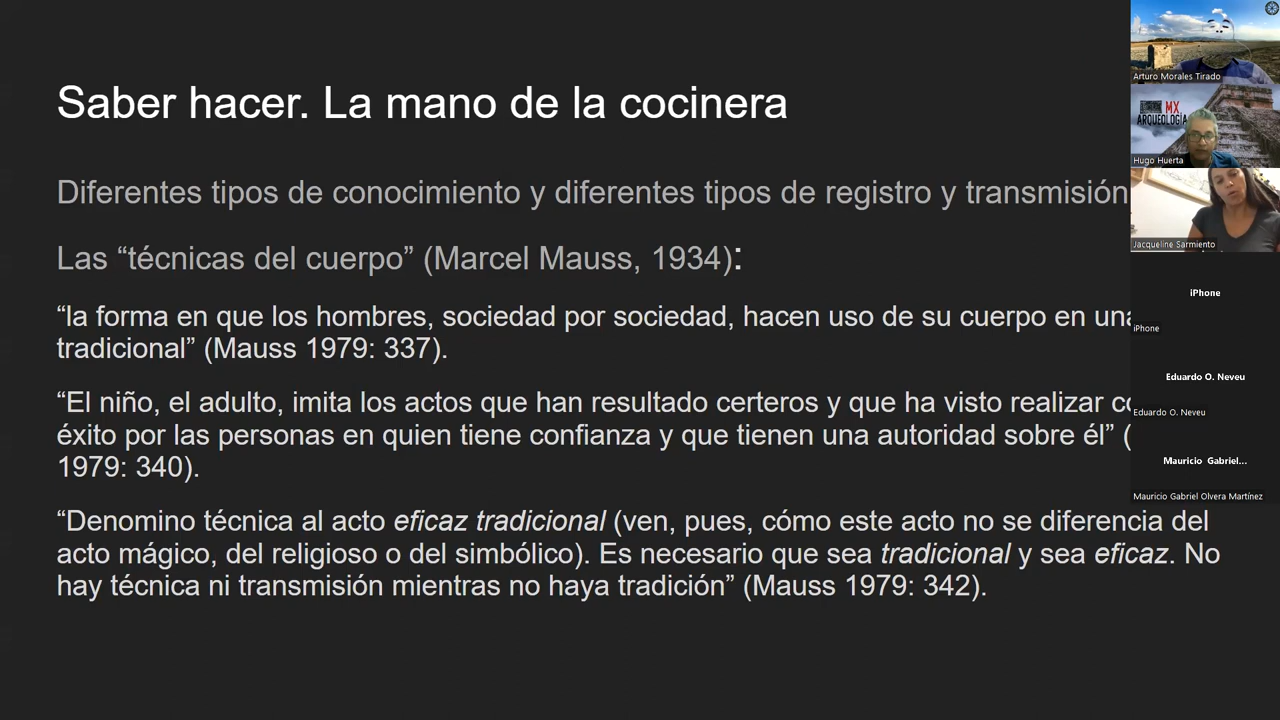 Saber hacer. La mano de la cocinera
Diferentes tipos de conocimiento y diferentes tipos de registro y transmisión
Las “técnicas del cuerpo” (Marcel Mauss, 1934):
“la forma en que los hombres, sociedad por sociedad, hacen uso de su cuerpo en una
tradicional” (Mauss 1979: 337).
“El niño, el adulto, imita los actos que han resultado certeros y que ha visto realizar
éxito por las personas en quien tiene confianza y que tienen una autoridad sobre él” (
1979: 340).
“Denomino técnica al acto eficaz tradicional (ven, pues, cómo este acto no se diferencia del
acto mágico, del religioso o del simbólico). Es necesario que sea tradicional y sea eficaz. No
hay técnica ni transmisión mientras no haya tradición” (Mauss 1979: 342).
Arturo Morales Tirado
MX
ARQUEOLOGÍA
Hugo Huerta
Jacqueline Sarmiento
iPhone
iPhone
Eduardo O. Neveu
Eduardo O. Neveu
Mauricio Gabriel...
Mauricio Gabriel Olvera Martínez